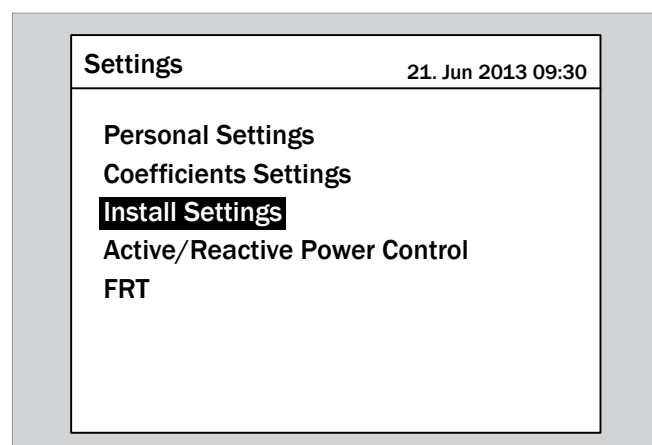 Settings
21. Jun 2013 09:30
Personal Settings
Coefficients Settings
Install Settings
Active/Reactive Power Control
FRT